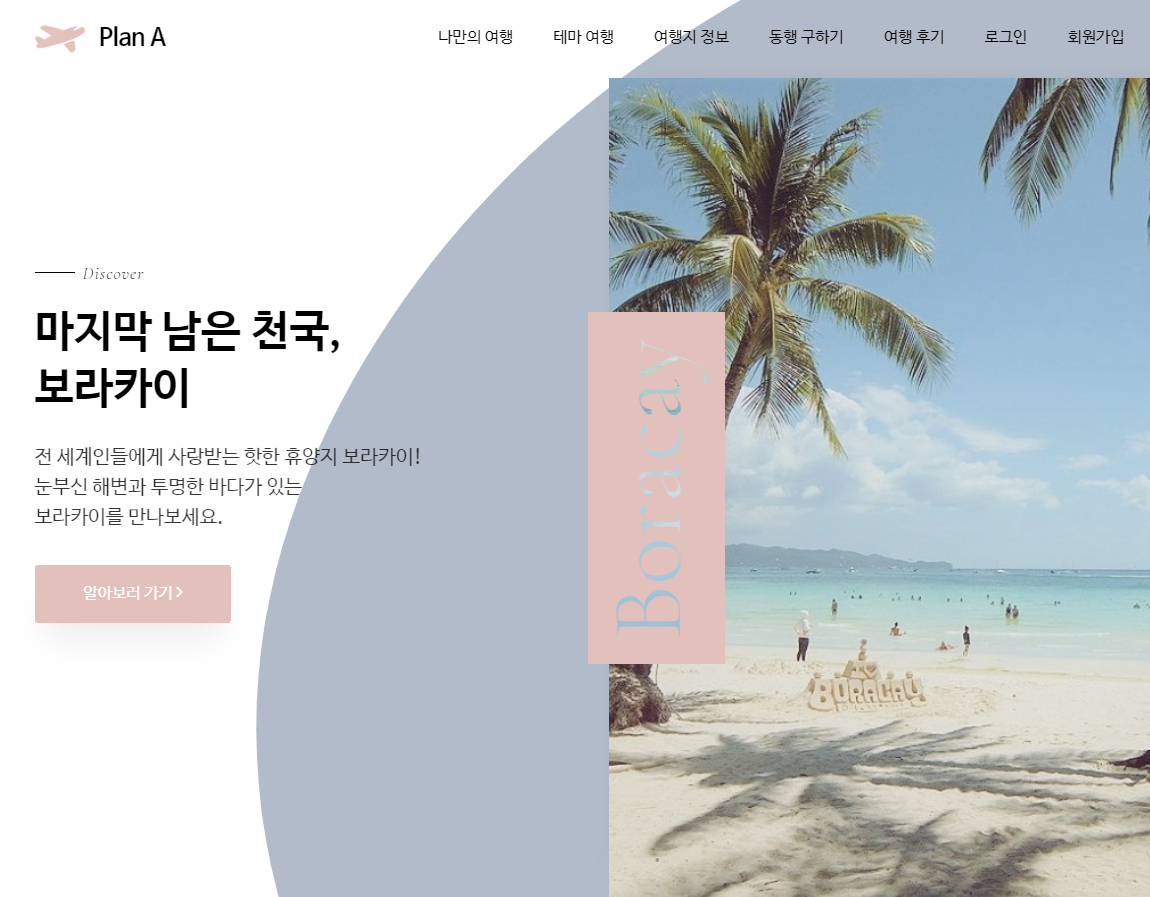 Plan A
나만의 여행 테마 여행 여행지 정보 동행 구하기 여행 후기 로그인 회원가입
Discover
마지막 남은 천국,
보라카이
전 세계인들에게 사랑받는 핫한 휴양지 보라카이!
눈부신 해변과 투명한 바다가 있는
보라카이를 만나보세요.
알아보러 가기 >
Boracay
I ♡
BORACAY